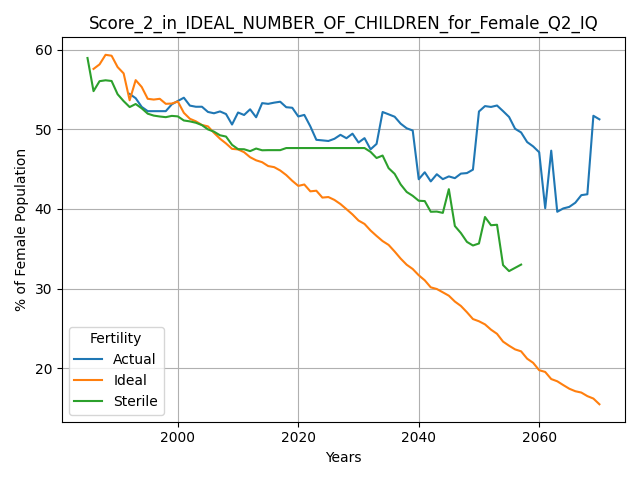 Score_2_in_IDEAL_NUMBER_OF_CHILDREN_for_Female_Q2_IQ
% of Female Population
60
50
40
30
20
Fertility
Actual
Ideal
Sterile
2000
2020
2040
2060
Years